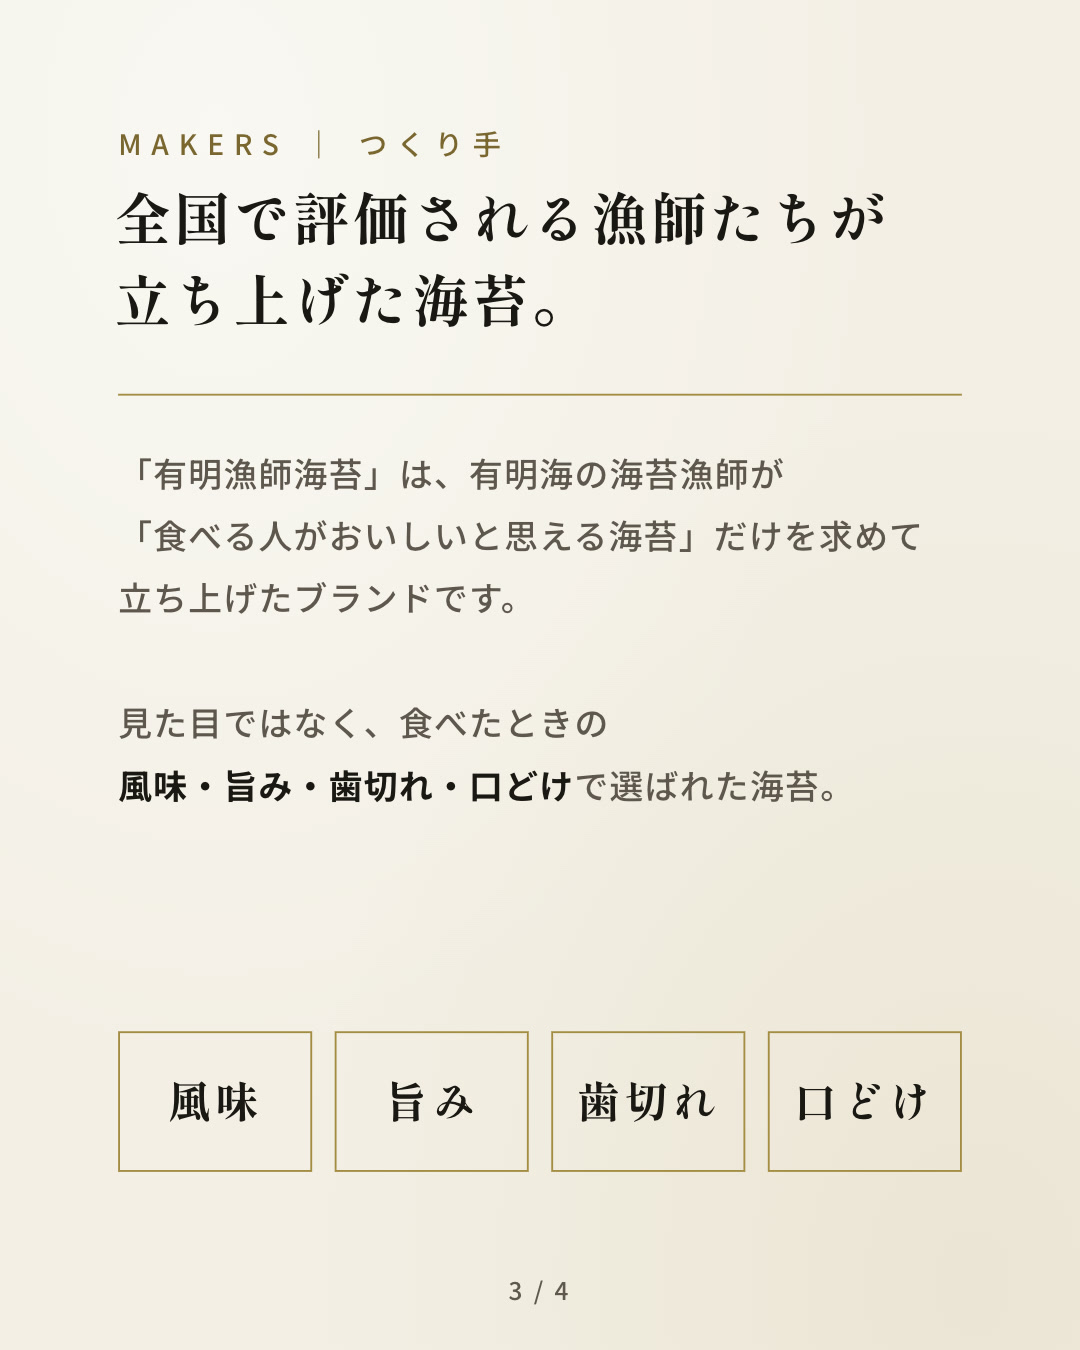 MAKERS ｜ つくり手
全国で評価される漁師たちが
立ち上げた海苔。
「有明漁師海苔」は、有明海の海苔漁師が
「食べる人がおいしいと思える海苔」だけを求めて
立ち上げたブランドです。
見た目ではなく、食べたときの
風味・旨み・歯切れ・口どけで選ばれた海苔。
風味
旨み
歯切れ
口どけ
3 / 4